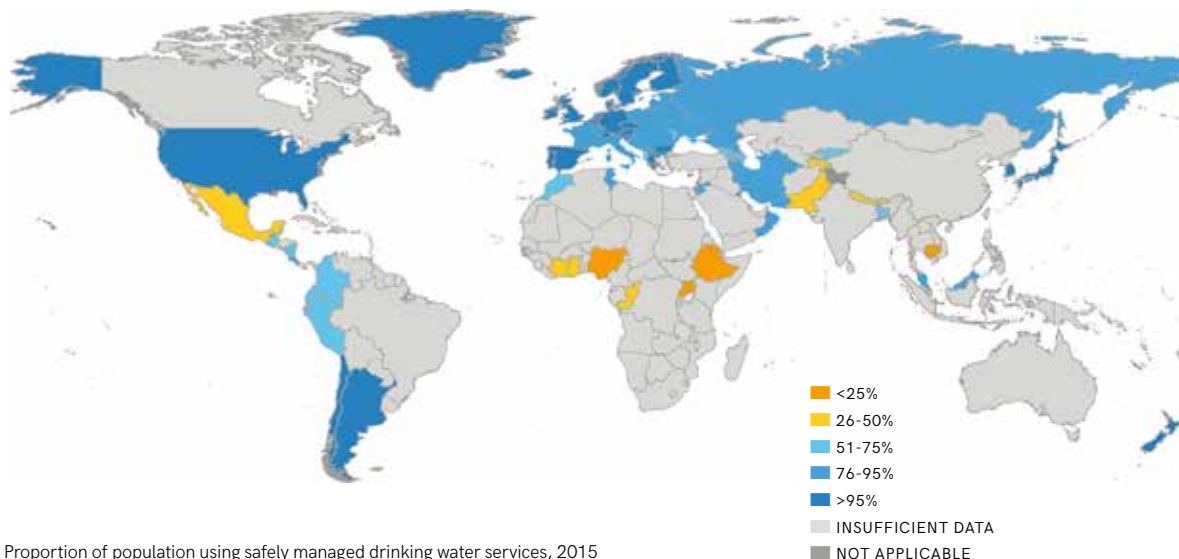 <25%
26-50%
51-75%
76-95%
>95%
INSUFFICIENT DATA
NOT APPLICABLE
Proportion of population using safely managed drinking water services, 2015